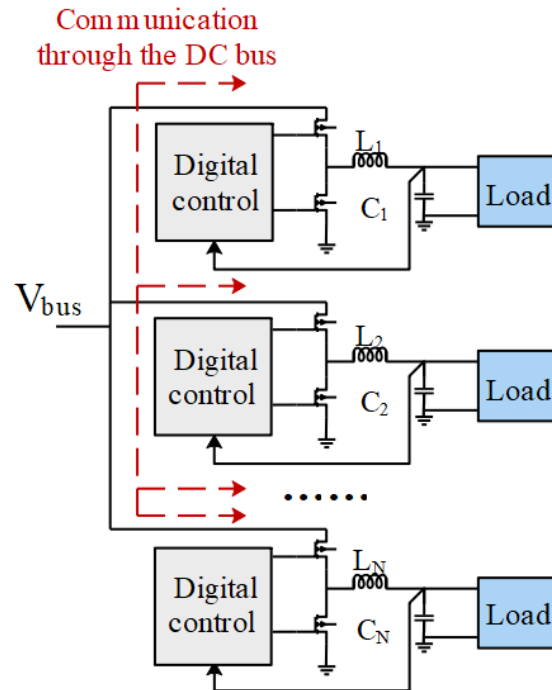 Communication
through the DC bus
Digital
control
L1
C1
Load
Vbus
Digital
control
L2
C2
Load
......
Digital
control
LN
CN
Load